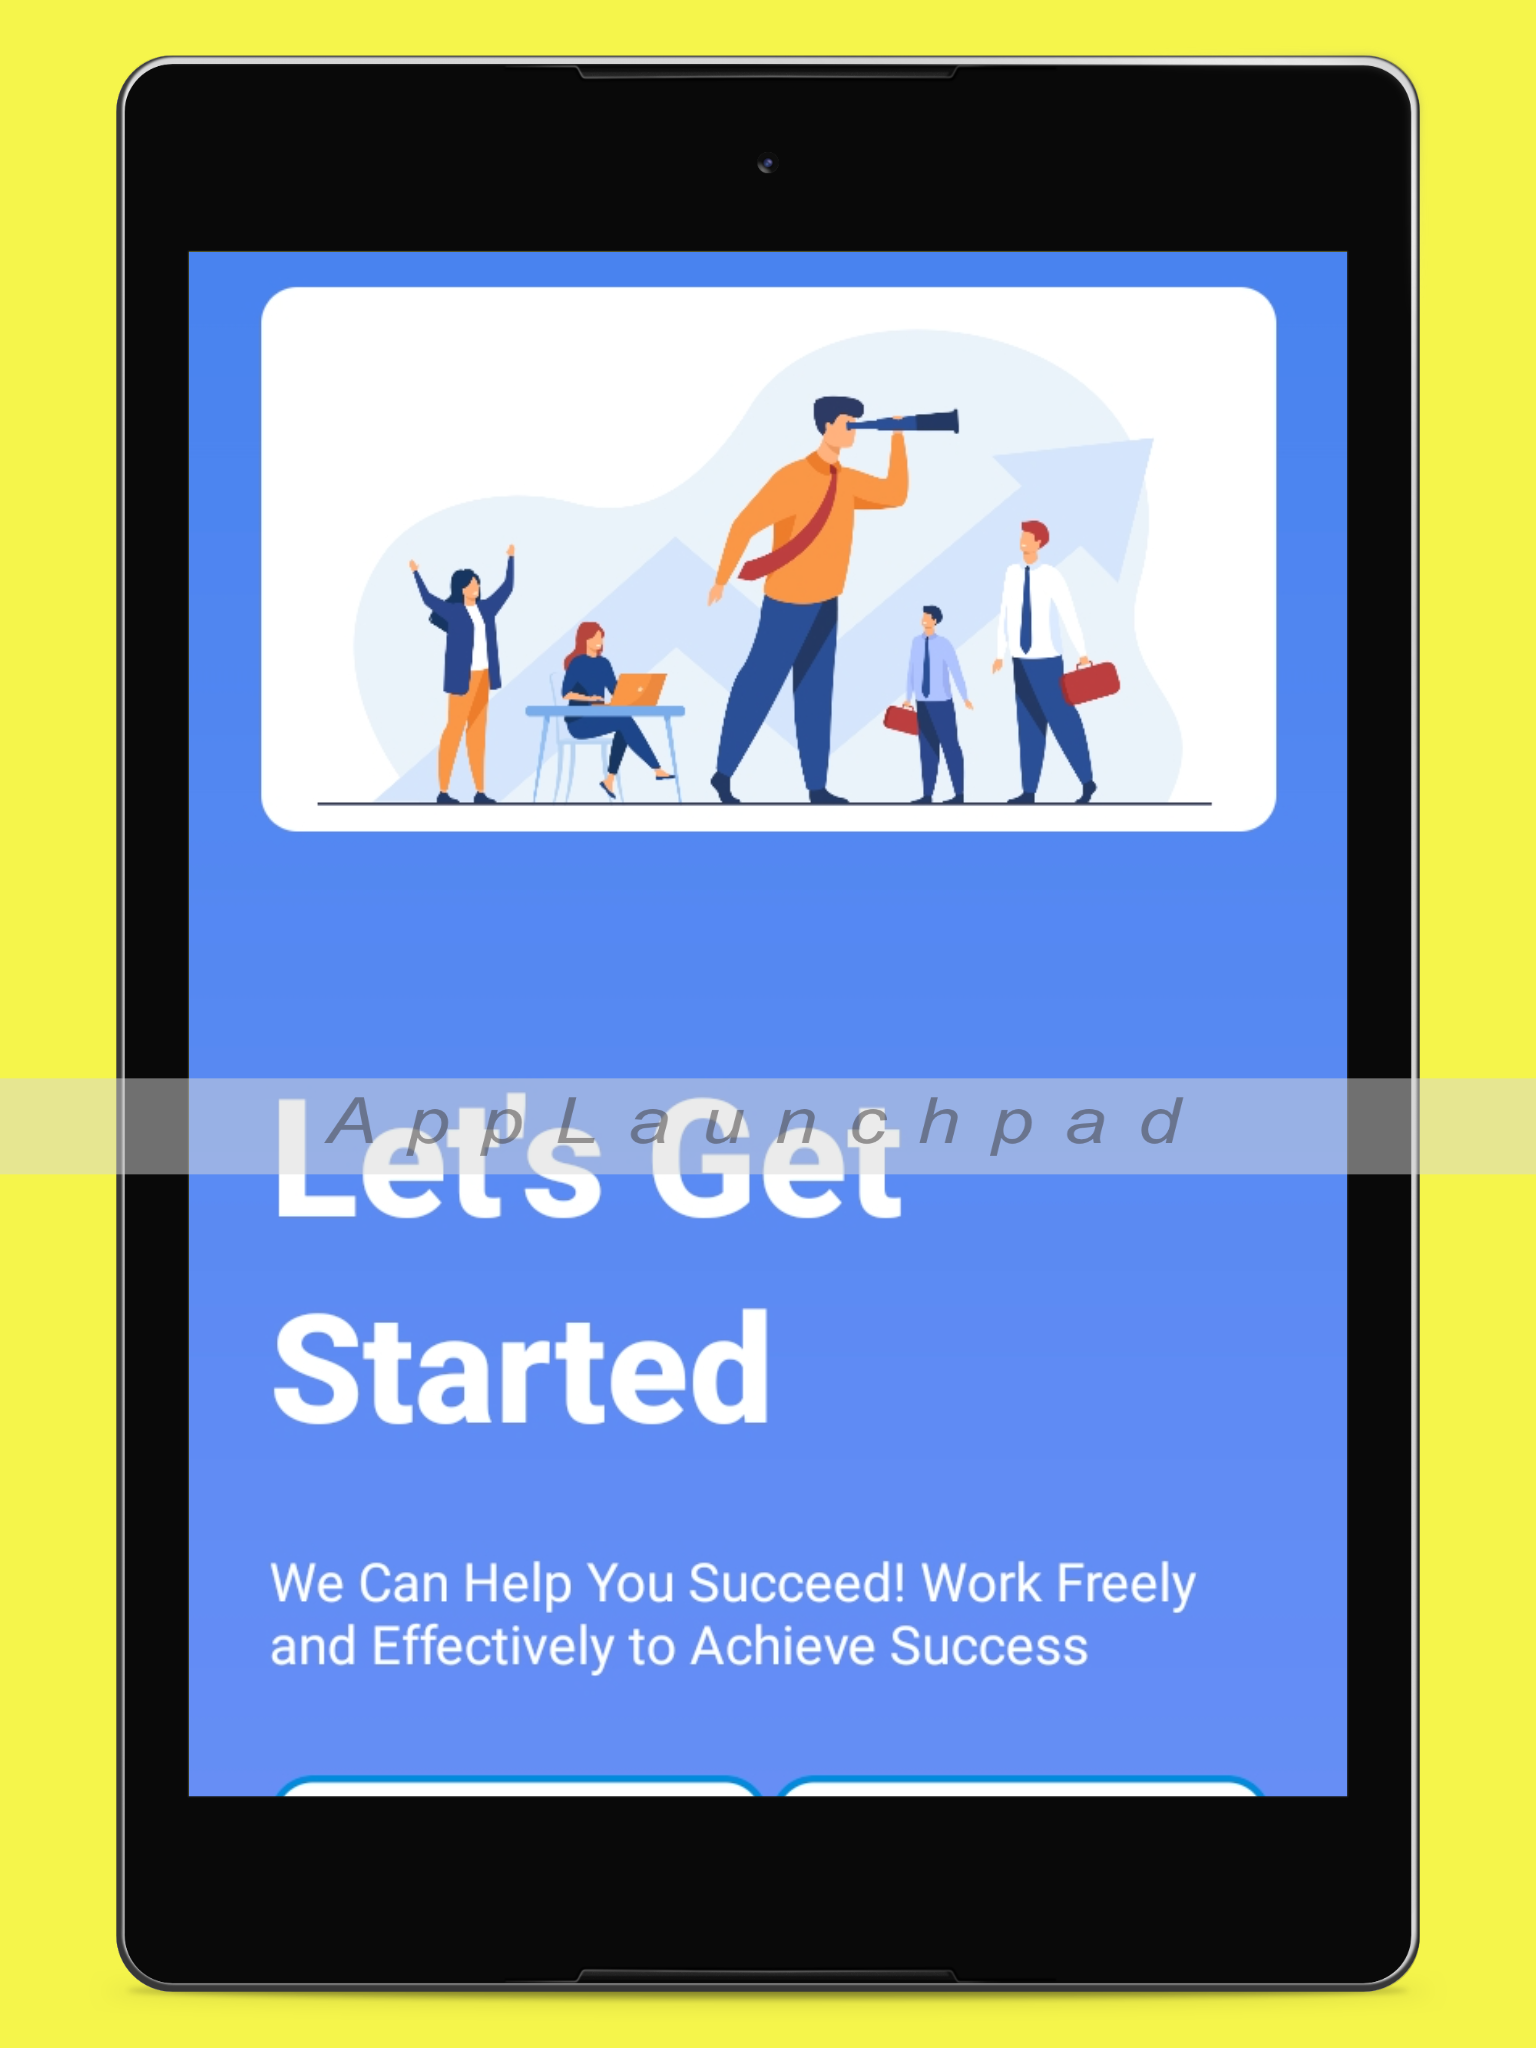 AppLaunchpad
Let's Get
Started
We Can Help You Succeed! Work Freely
and Effectively to Achieve Success